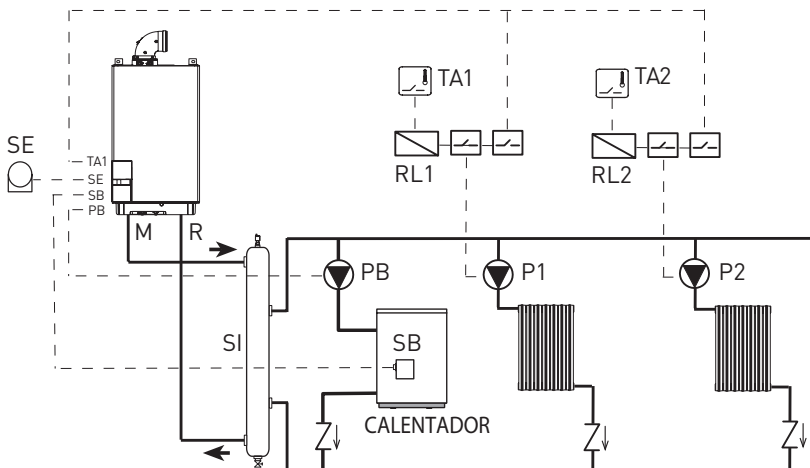 TA1
TA2
SE
RL1
RL2
TA1
SE
SB
PB
M
R
PB
P1
P2
SI
SB
CALENTADOR